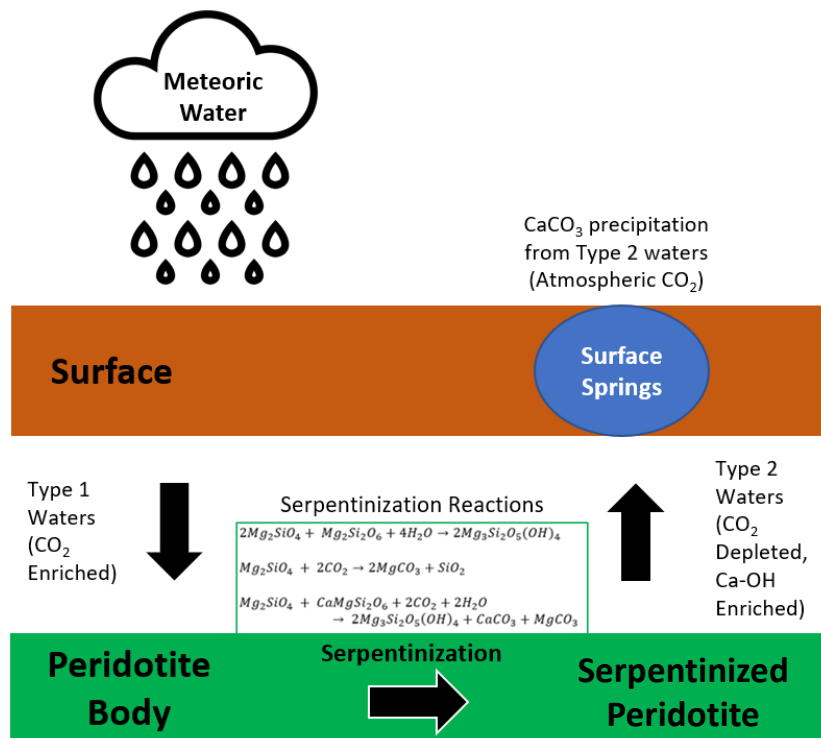 Meteoric
Water
CaCO₃ precipitation
from Type 2 waters
(Atmospheric CO₂)
Surface
Surface
Springs
Type 1
Waters
(CO₂
Enriched)
Serpentinization Reactions
2Mg₂SiO₄ + Mg₂Si₂O₆ + 4H₂O → 2Mg₃Si₂O₅(OH)₄
Mg₂SiO₄ + 2CO₂ → 2MgCO₃ + SiO₂
Mg₂SiO₄ + CaMgSi₂O₆ + 2CO₂ + 2H₂O
→ 2Mg₃Si₂O₅(OH)₄ + CaCO₃ + MgCO₃
Type 2
Waters
(CO₂
Depleted,
Ca-OH
Enriched)
Peridotite
Body
Serpentinization
Serpentinized
Peridotite